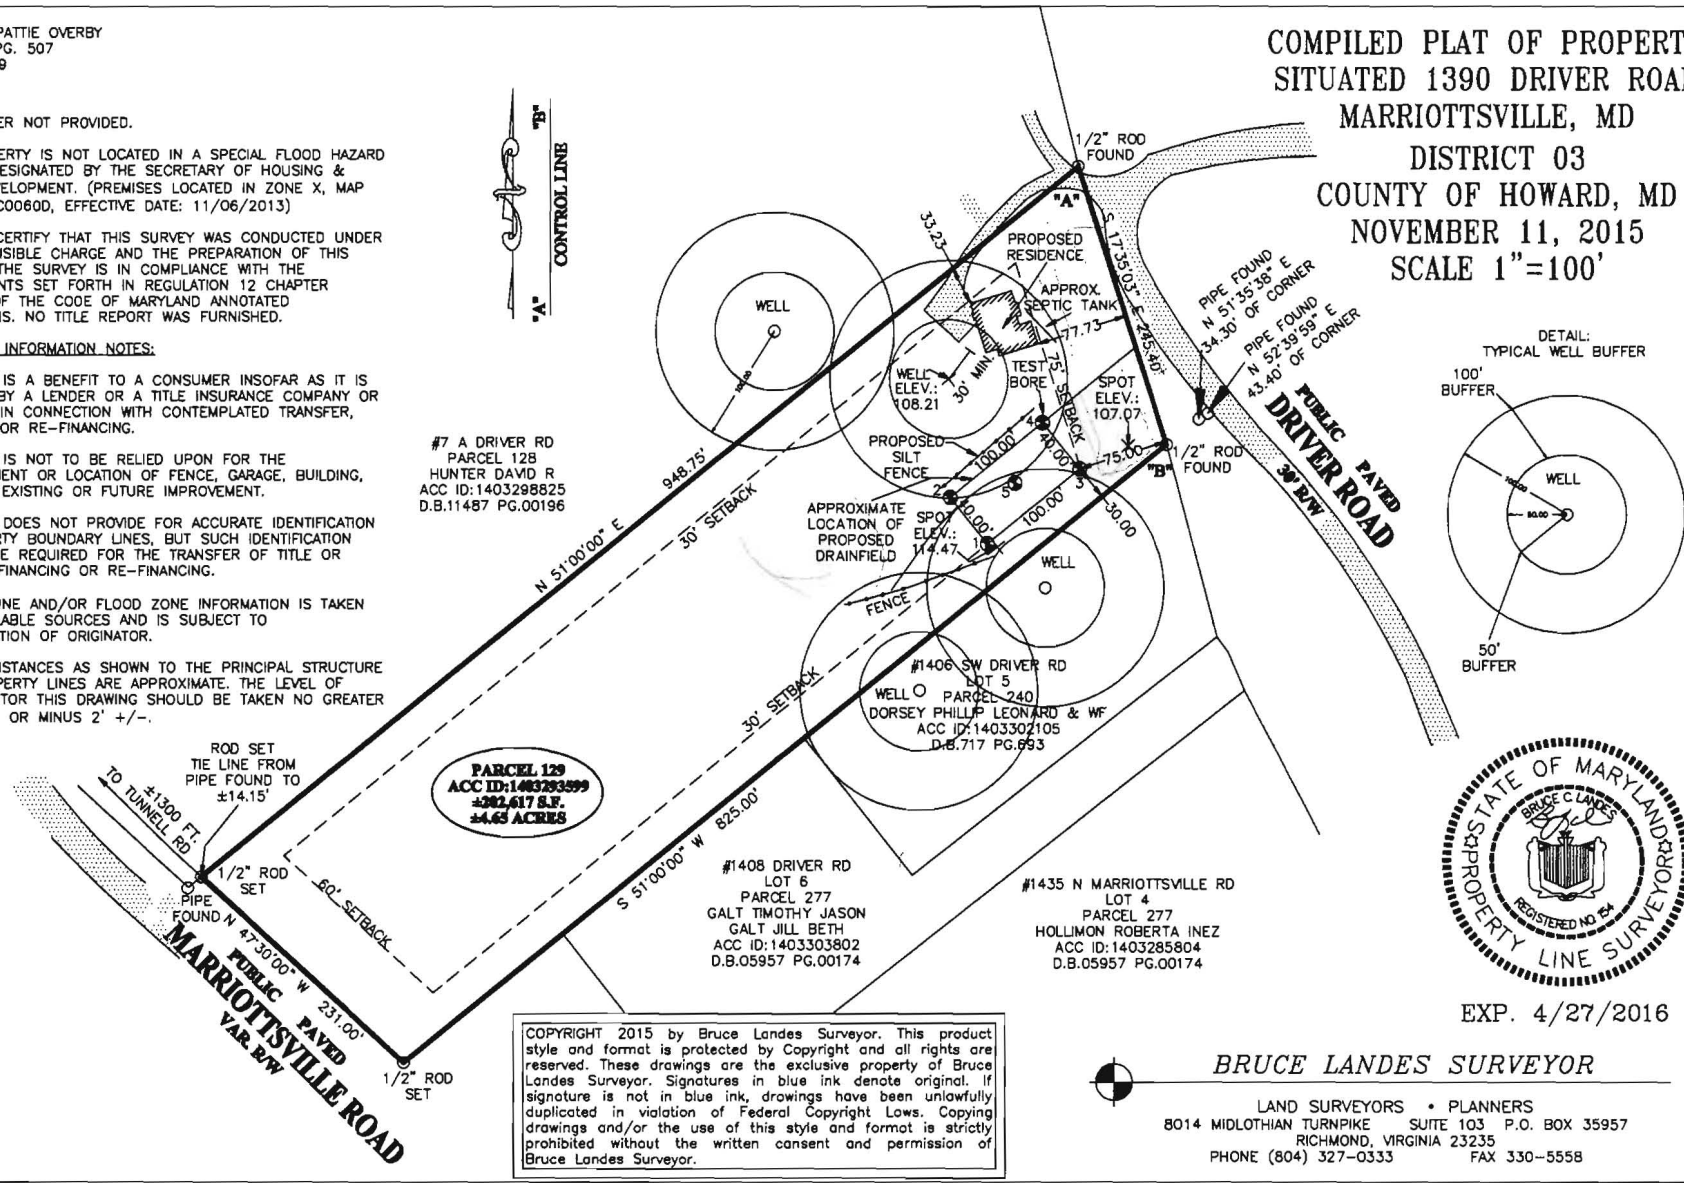 PATTIE OVERBY
PG. 507
9
ER NOT PROVIDED.
ERTY IS NOT LOCATED IN A SPECIAL FLOOD HAZARD
ESIGNATED BY THE SECRETARY OF HOUSING &
ELOPMENT. (PREMISES LOCATED IN ZONE X, MAP
C0060D, EFFECTIVE DATE: 11/06/2013)
CERTIFY THAT THIS SURVEY WAS CONDUCTED UNDER
SIBLE CHARGE AND THE PREPARATION OF THIS
THE SURVEY IS IN COMPLIANCE WITH THE
NTS SET FORTH IN REGULATION 12 CHAPTER
OF THE CODE OF MARYLAND ANNOTATED
IS. NO TITLE REPORT WAS FURNISHED.
INFORMATION NOTES:
IS A BENEFIT TO A CONSUMER INSOFAR AS IT IS
BY A LENDER OR A TITLE INSURANCE COMPANY OR
IN CONNECTION WITH CONTEMPLATED TRANSFER,
OR RE-FINANCING.
IS NOT TO BE RELIED UPON FOR THE
MENT OR LOCATION OF FENCE, GARAGE, BUILDING,
EXISTING OR FUTURE IMPROVEMENT.
DOES NOT PROVIDE FOR ACCURATE IDENTIFICATION
RTY BOUNDARY LINES, BUT SUCH IDENTIFICATION
E REQUIRED FOR THE TRANSFER OF TITLE OR
FINANCING OR RE-FINANCING.
NE AND/OR FLOOD ZONE INFORMATION IS TAKEN
ABLE SOURCES AND IS SUBJECT TO
TION OF ORIGINATOR.
ISTANCES AS SHOWN TO THE PRINCIPAL STRUCTURE
PERTY LINES ARE APPROXIMATE. THE LEVEL OF
TOR THIS DRAWING SHOULD BE TAKEN NO GREATER
OR MINUS 2' +/-.
COMPILED PLAT OF PROPERT
SITUATED 1390 DRIVER ROA
MARRIOTTSVILLE, MD
DISTRICT 03
COUNTY OF HOWARD, MD
NOVEMBER 11, 2015
SCALE 1"=100'
"B"
CONTROL LINE
"A"
1/2" ROD
FOUND
"A"
S 17°35'03" E 245.40'
33.23
PROPOSED
RESIDENCE
APPROX.
SEPTIC TANK
77.73
WELL
100.00
WELL
ELEV.:
108.21
30' MIN.
TEST
BORE
75' SETBACK
SPOT
ELEV.:
107.07
4
40.00'
PROPOSED
SILT
FENCE
100.00'
2
5
3
75.00
"B"
1/2" ROD
FOUND
APPROXIMATE
LOCATION OF
PROPOSED
DRAINFIELD
SPOT
ELEV.:
114.47
40.00'
1
100.00'
30.00
WELL
FENCE
PIPE FOUND
N 51°35'38" E
34.30' OF CORNER
PIPE FOUND
N 52°39'59" E
43.40' OF CORNER
PUBLIC PAVED
DRIVER ROAD
30' R/W
DETAIL:
TYPICAL WELL BUFFER
100'
BUFFER
WELL
100.00
50.00
50'
BUFFER
#7 A DRIVER RD
PARCEL 128
HUNTER DAVID R
ACC ID:1403298825
D.B.11487 PG.00196
948.75'
N 51°00'00" E
30' SETBACK
30' SETBACK
#1406 SW DRIVER RD
LOT 5
WELL
PARCEL 240
DORSEY PHILLIP LEONARD & WF
ACC ID:1403302105
D.B.717 PG.693
ROD SET
TIE LINE FROM
PIPE FOUND TO
±14.15'
±1300 FT.
TO TUNNELL RD
PARCEL 129
ACC ID:1403293599
±202,617 S.F.
±4.65 ACRES
1/2" ROD
SET
PIPE
FOUND
60' SETBACK
S 51°00'00" W 825.00'
N 47°30'00" W 231.00'
PUBLIC PAVED
MARRIOTTSVILLE ROAD
VAR. R/W
1/2" ROD
SET
#1408 DRIVER RD
LOT 6
PARCEL 277
GALT TIMOTHY JASON
GALT JILL BETH
ACC ID:1403303802
D.B.05957 PG.00174
#1435 N MARRIOTTSVILLE RD
LOT 4
PARCEL 277
HOLLIMON ROBERTA INEZ
ACC ID:1403285804
D.B.05957 PG.00174
STATE OF MARYLAND
BRUCE C LANDES
REGISTERED NO. 154
PROPERTY LINE SURVEYOR
EXP. 4/27/2016
COPYRIGHT 2015 by Bruce Landes Surveyor. This product
style and format is protected by Copyright and all rights are
reserved. These drawings are the exclusive property of Bruce
Landes Surveyor. Signatures in blue ink denote original. If
signature is not in blue ink, drawings have been unlawfully
duplicated in violation of Federal Copyright Laws. Copying
drawings and/or the use of this style and format is strictly
prohibited without the written consent and permission of
Bruce Landes Surveyor.
BRUCE LANDES SURVEYOR
LAND SURVEYORS • PLANNERS
8014 MIDLOTHIAN TURNPIKE SUITE 103 P.O. BOX 35957
RICHMOND, VIRGINIA 23235
PHONE (804) 327-0333 FAX 330-5558